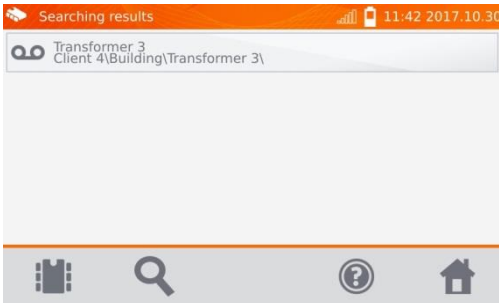 Searching results 11:42 2017.10.30
Transformer 3
Client 4\Building\Transformer 3\